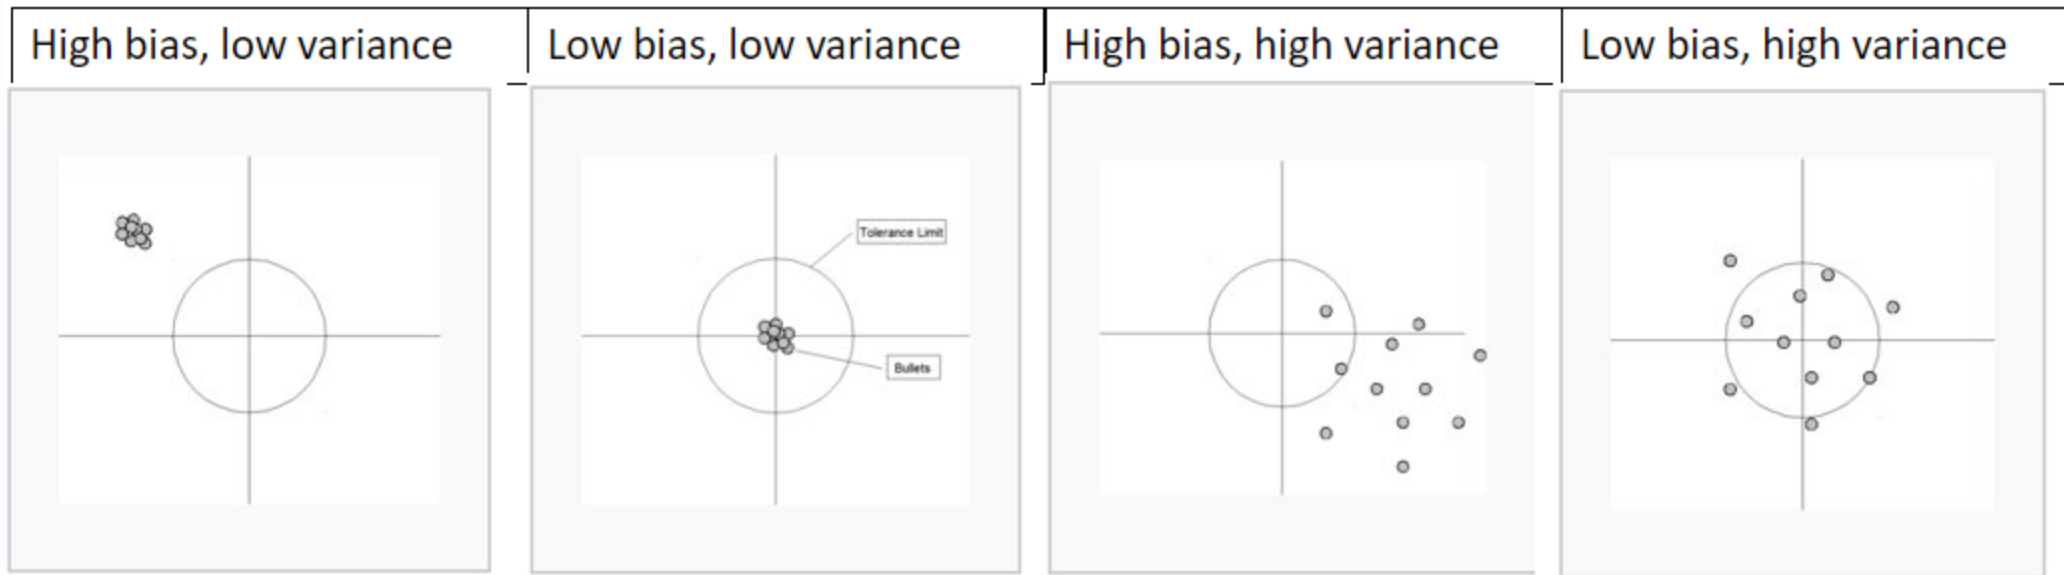 High bias, low variance
Low bias, low variance
High bias, high variance
Low bias, high variance
Tolerance Limit
Bullets